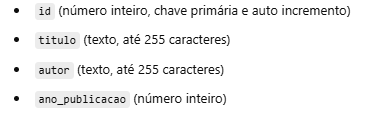 • id (número inteiro, chave primária e auto incremento)
• titulo (texto, até 255 caracteres)
• autor (texto, até 255 caracteres)
• ano_publicacao (número inteiro)